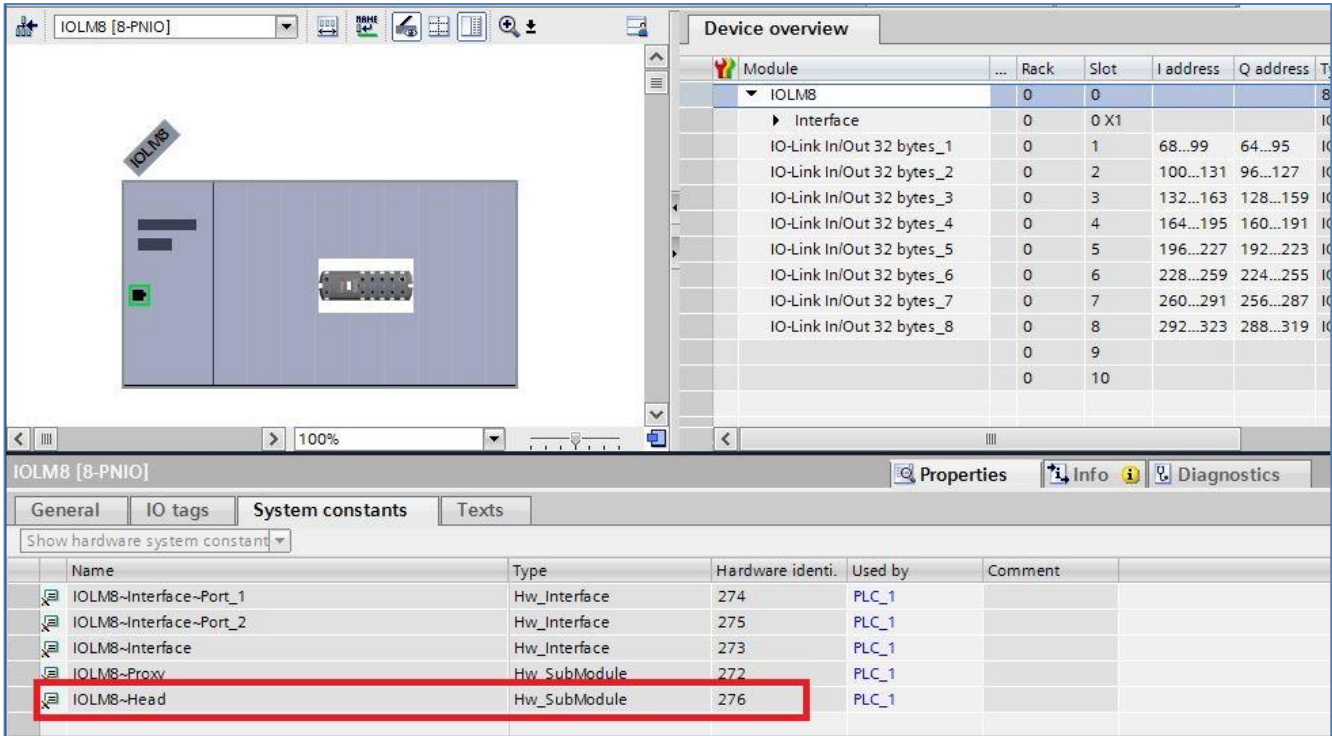 IOLM8 [8-PNIO]
IOLM8
100%
Device overview
Module ... Rack Slot I address Q address
IOLM8 0 0 8
Interface 0 0 X1
IO-Link In/Out 32 bytes_1 0 1 68...99 64...95
IO-Link In/Out 32 bytes_2 0 2 100...131 96...127
IO-Link In/Out 32 bytes_3 0 3 132...163 128...159
IO-Link In/Out 32 bytes_4 0 4 164...195 160...191
IO-Link In/Out 32 bytes_5 0 5 196...227 192...223
IO-Link In/Out 32 bytes_6 0 6 228...259 224...255
IO-Link In/Out 32 bytes_7 0 7 260...291 256...287
IO-Link In/Out 32 bytes_8 0 8 292...323 288...319
0 9
0 10
IOLM8 [8-PNIO]
Properties Info Diagnostics
General IO tags System constants Texts
Show hardware system constant
Name Type Hardware identi. Used by Comment
IOLM8~Interface~Port_1 Hw_Interface 274 PLC_1
IOLM8~Interface~Port_2 Hw_Interface 275 PLC_1
IOLM8~Interface Hw_Interface 273 PLC_1
IOLM8~Proxy Hw_SubModule 272 PLC_1
IOLM8~Head Hw_SubModule 276 PLC_1